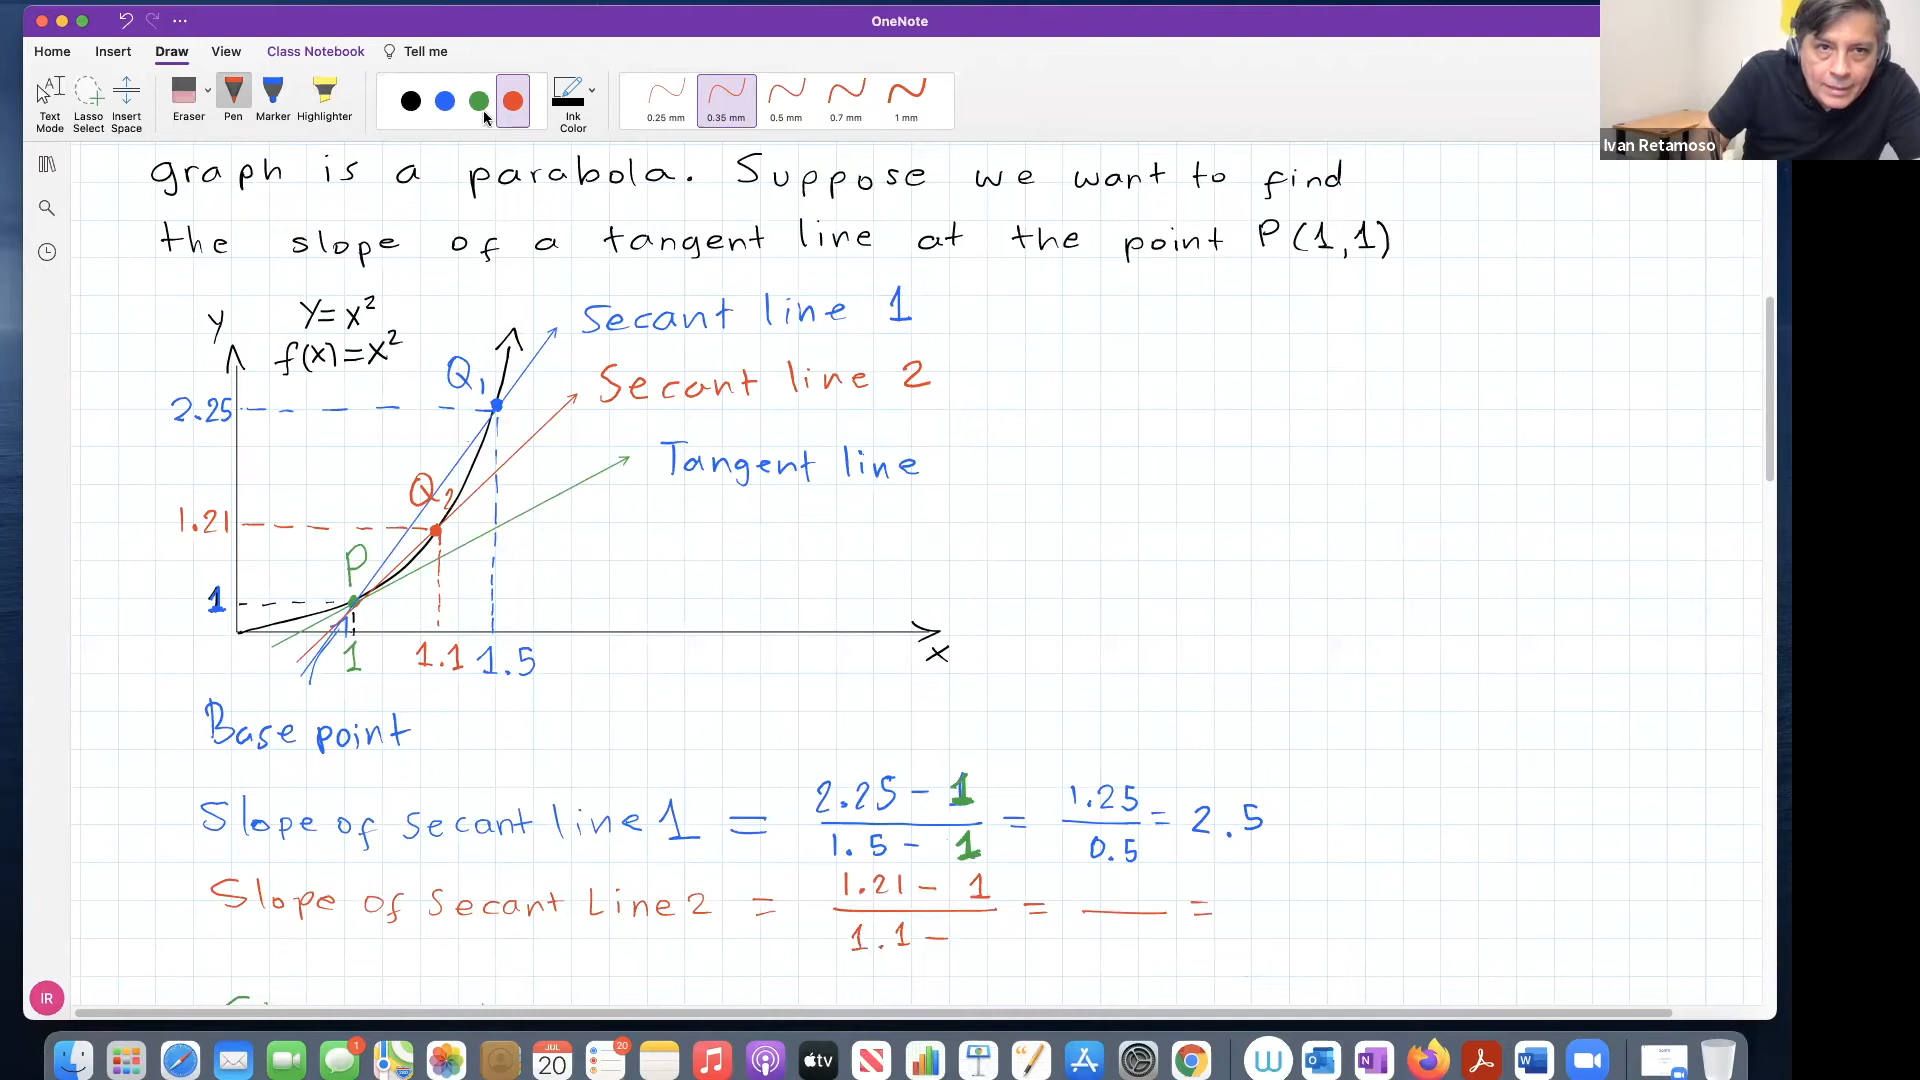 OneNote
Home Insert Draw View Class Notebook Tell me
Text Mode
Lasso Select
Insert Space
Eraser
Pen
Marker
Highlighter
Ink Color
0.25 mm
0.35 mm
0.5 mm
0.7 mm
1 mm
Ivan Retamoso
graph is a parabola. Suppose we want to find
the slope of a tangent line at the point P(1,1)
y
y=x²
f(x)=x²
Secant line 1
Q₁
Secant line 2
2.25
Tangent line
Q₂
1.21
P
1
1 1.1 1.5
x
Base point
Slope of secant line 1 = 2.25 - 1 / 1.5 - 1 = 1.25 / 0.5 = 2.5
Slope of Secant Line 2 = 1.21 - 1 / 1.1 - = ___ =
IR
1
JUL
20
20
tv